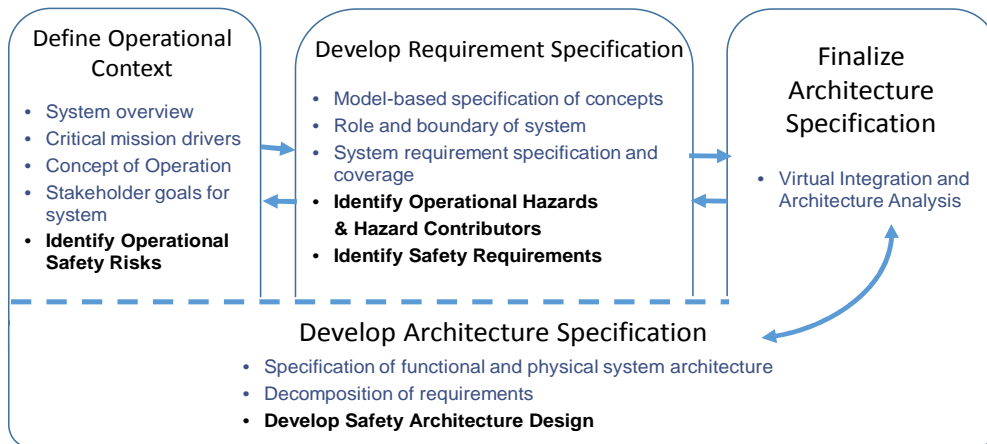 Define Operational
Context
• System overview
• Critical mission drivers
• Concept of Operation
• Stakeholder goals for
system
• Identify Operational
Safety Risks
Develop Requirement Specification
• Model-based specification of concepts
• Role and boundary of system
• System requirement specification and
coverage
• Identify Operational Hazards
& Hazard Contributors
• Identify Safety Requirements
Finalize
Architecture
Specification
• Virtual Integration and
Architecture Analysis
Develop Architecture Specification
• Specification of functional and physical system architecture
• Decomposition of requirements
• Develop Safety Architecture Design